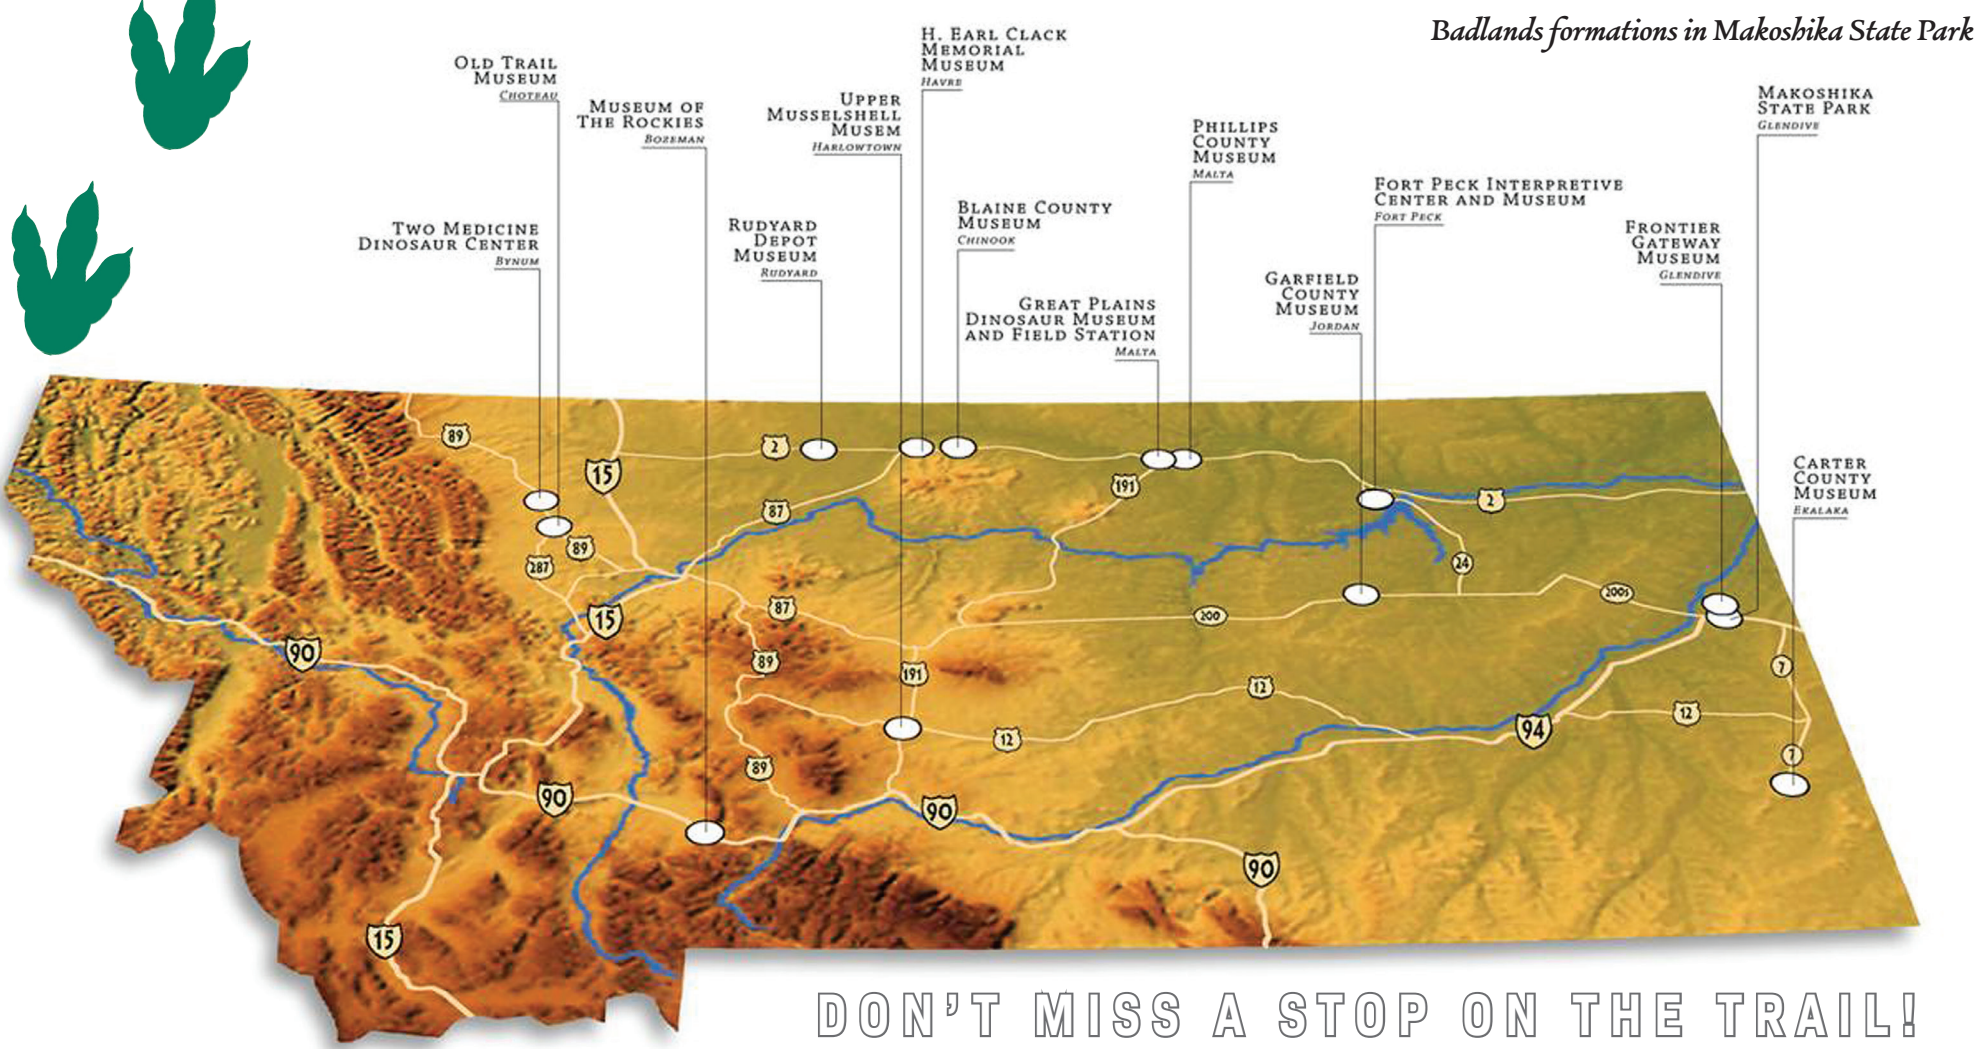 Badlands formations in Makoshika State Park
OLD TRAIL
MUSEUM
CHOTEAU
MUSEUM OF
THE ROCKIES
BOZEMAN
UPPER
MUSSELSHELL
MUSEM
HARLOWTOWN
H. EARL CLACK
MEMORIAL
MUSEUM
HAVRE
PHILLIPS
COUNTY
MUSEUM
MALTA
MAKOSHIKA
STATE PARK
GLENDIVE
TWO MEDICINE
DINOSAUR CENTER
BYNUM
RUDYARD
DEPOT
MUSEUM
RUDYARD
BLAINE COUNTY
MUSEUM
CHINOOK
FORT PECK INTERPRETIVE
CENTER AND MUSEUM
FORT PECK
FRONTIER
GATEWAY
MUSEUM
GLENDIVE
GREAT PLAINS
DINOSAUR MUSEUM
AND FIELD STATION
MALTA
GARFIELD
COUNTY
MUSEUM
JORDAN
CARTER
COUNTY
MUSEUM
EKALAKA
89
2
15
191
2
87
89
287
24
200s
87
15
200
90
89
191
7
12
12
12
94
7
89
90
90
90
15
DON'T MISS A STOP ON THE TRAIL!